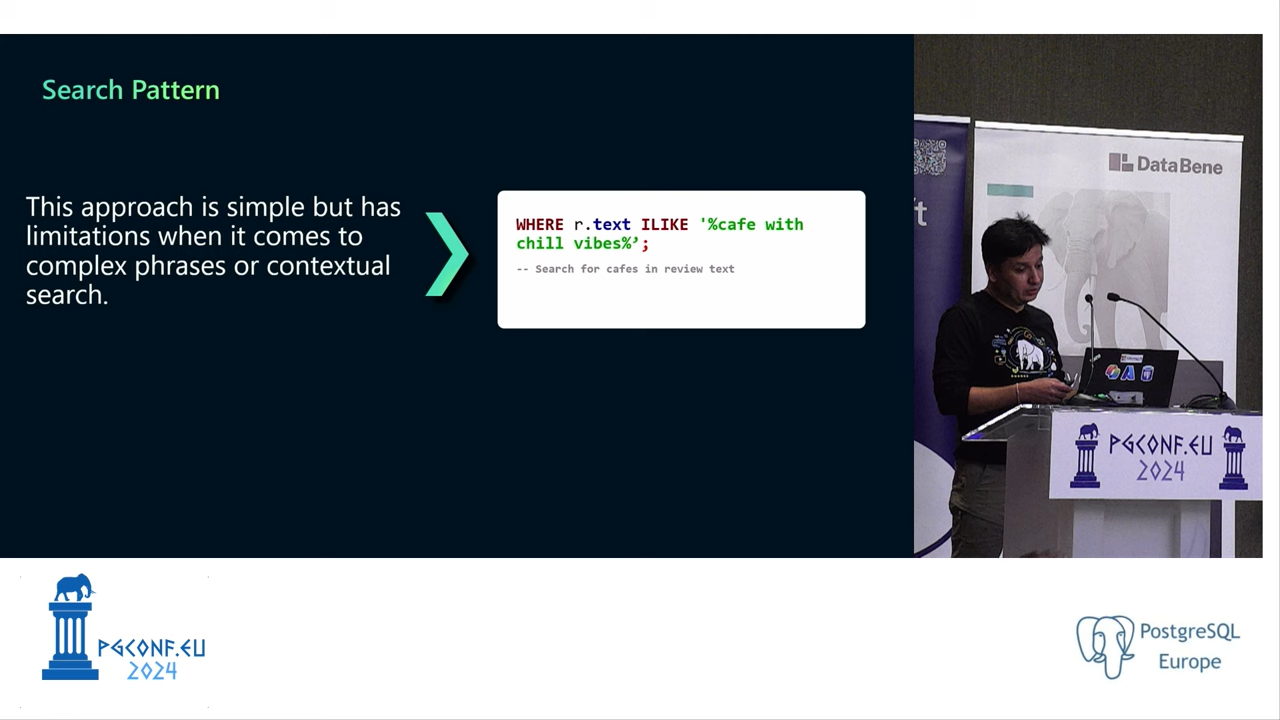 Search Pattern
This approach is simple but has
limitations when it comes to
complex phrases or contextual
search.
WHERE r.text ILIKE '%cafe with
chill vibes%’;
-- Search for cafes in review text
DataBene
PGCONF.EU
2024
PGCONF.EU
2024
PostgreSQL
Europe